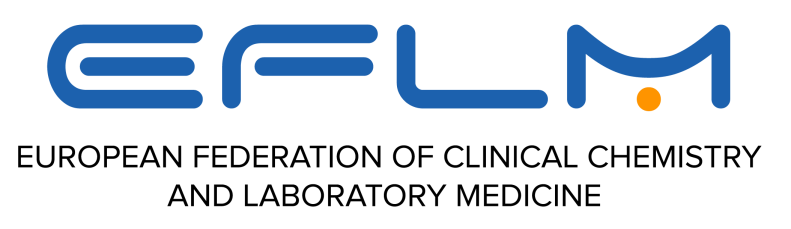 EFLM
EUROPEAN FEDERATION OF CLINICAL CHEMISTRY
AND LABORATORY MEDICINE